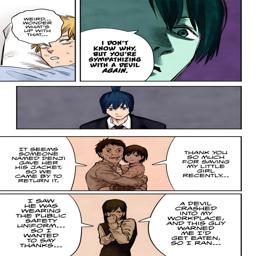 I DON'T
KNOW WHY,
BUT YOU'RE
SYMPATHIZING
WITH A DEVIL
AGAIN.
WEIRD...
WONDER
WHAT'S
UP WITH
THAT...
THANK YOU
SO MUCH
FOR SAVING
MY LITTLE
GIRL
RECENTLY...
IT SEEMS
SOMEONE
NAMED DENJI
GAVE HER
HIS JACKET,
SO WE
CAME BY TO
RETURN IT.
A DEVIL
CRASHED
INTO MY
WORKPLACE,
AND THIS GUY
WARNED
ME I'D
GET EATEN,
SO I RAN...
I SAW
HE WAS
WEARING
THE PUBLIC
SAFETY
UNIFORM...
SO I
WANTED
TO SAY
THANKS...